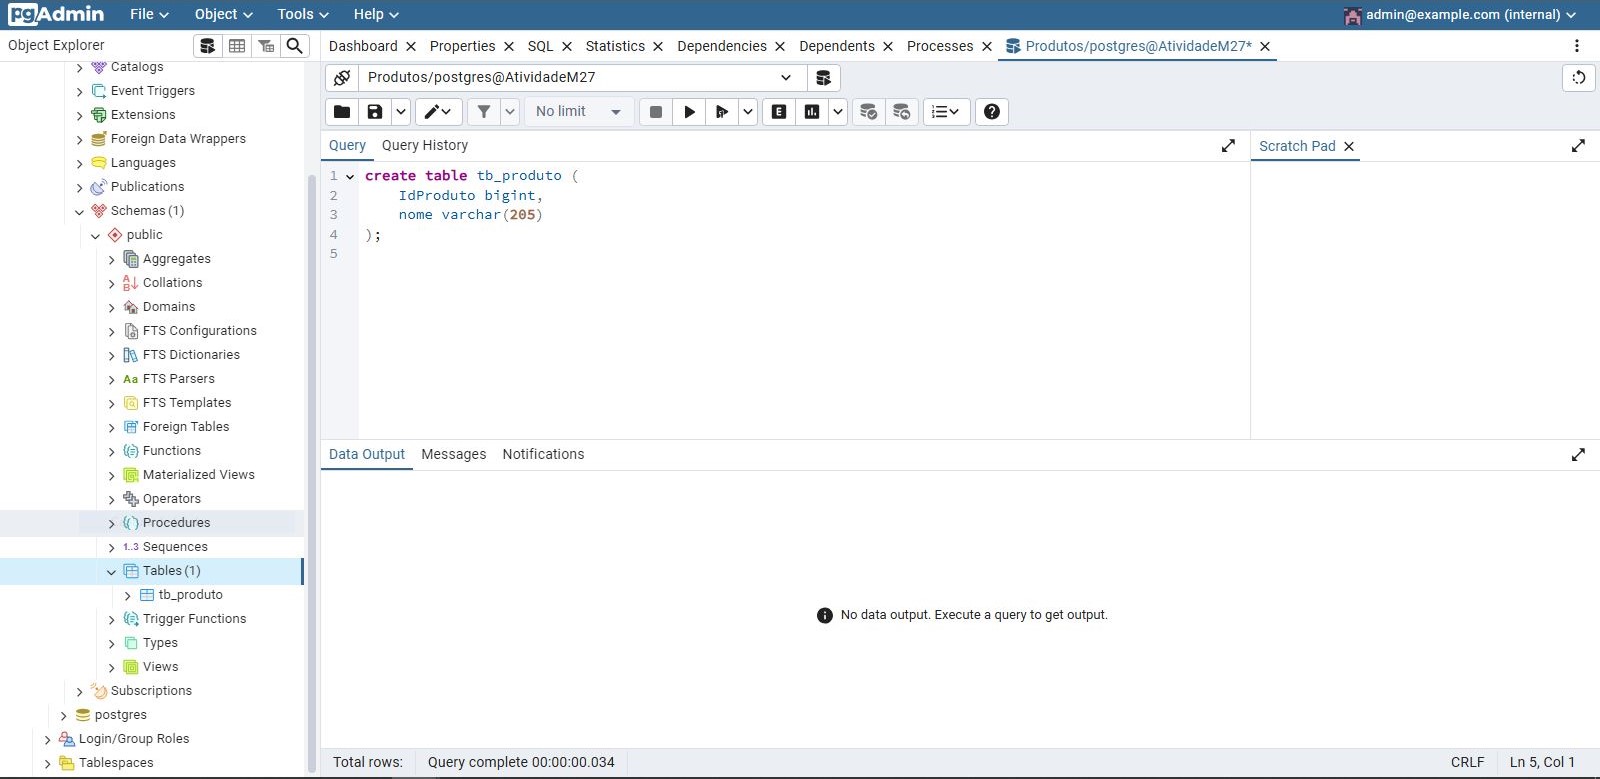 pgAdmin File Object Tools Help admin@example.com (internal)
Object Explorer
Dashboard Properties SQL Statistics Dependencies Dependents Processes Produtos/postgres@AtividadeM27*
Produtos/postgres@AtividadeM27
No limit
Catalogs
Event Triggers
Extensions
Foreign Data Wrappers
Languages
Publications
Schemas (1)
public
Aggregates
A
B
Collations
Domains
FTS Configurations
FTS Dictionaries
Aa FTS Parsers
FTS Templates
Foreign Tables
Functions
Materialized Views
Operators
Procedures
1..3 Sequences
Tables (1)
tb_produto
Trigger Functions
Types
Views
Subscriptions
postgres
Login/Group Roles
Tablespaces
E
Query Query History
Scratch Pad
1 create table tb_produto (
2 IdProduto bigint,
3 nome varchar(205)
4 );
5
Data Output Messages Notifications
No data output. Execute a query to get output.
Total rows: Query complete 00:00:00.034 CRLF Ln 5, Col 1